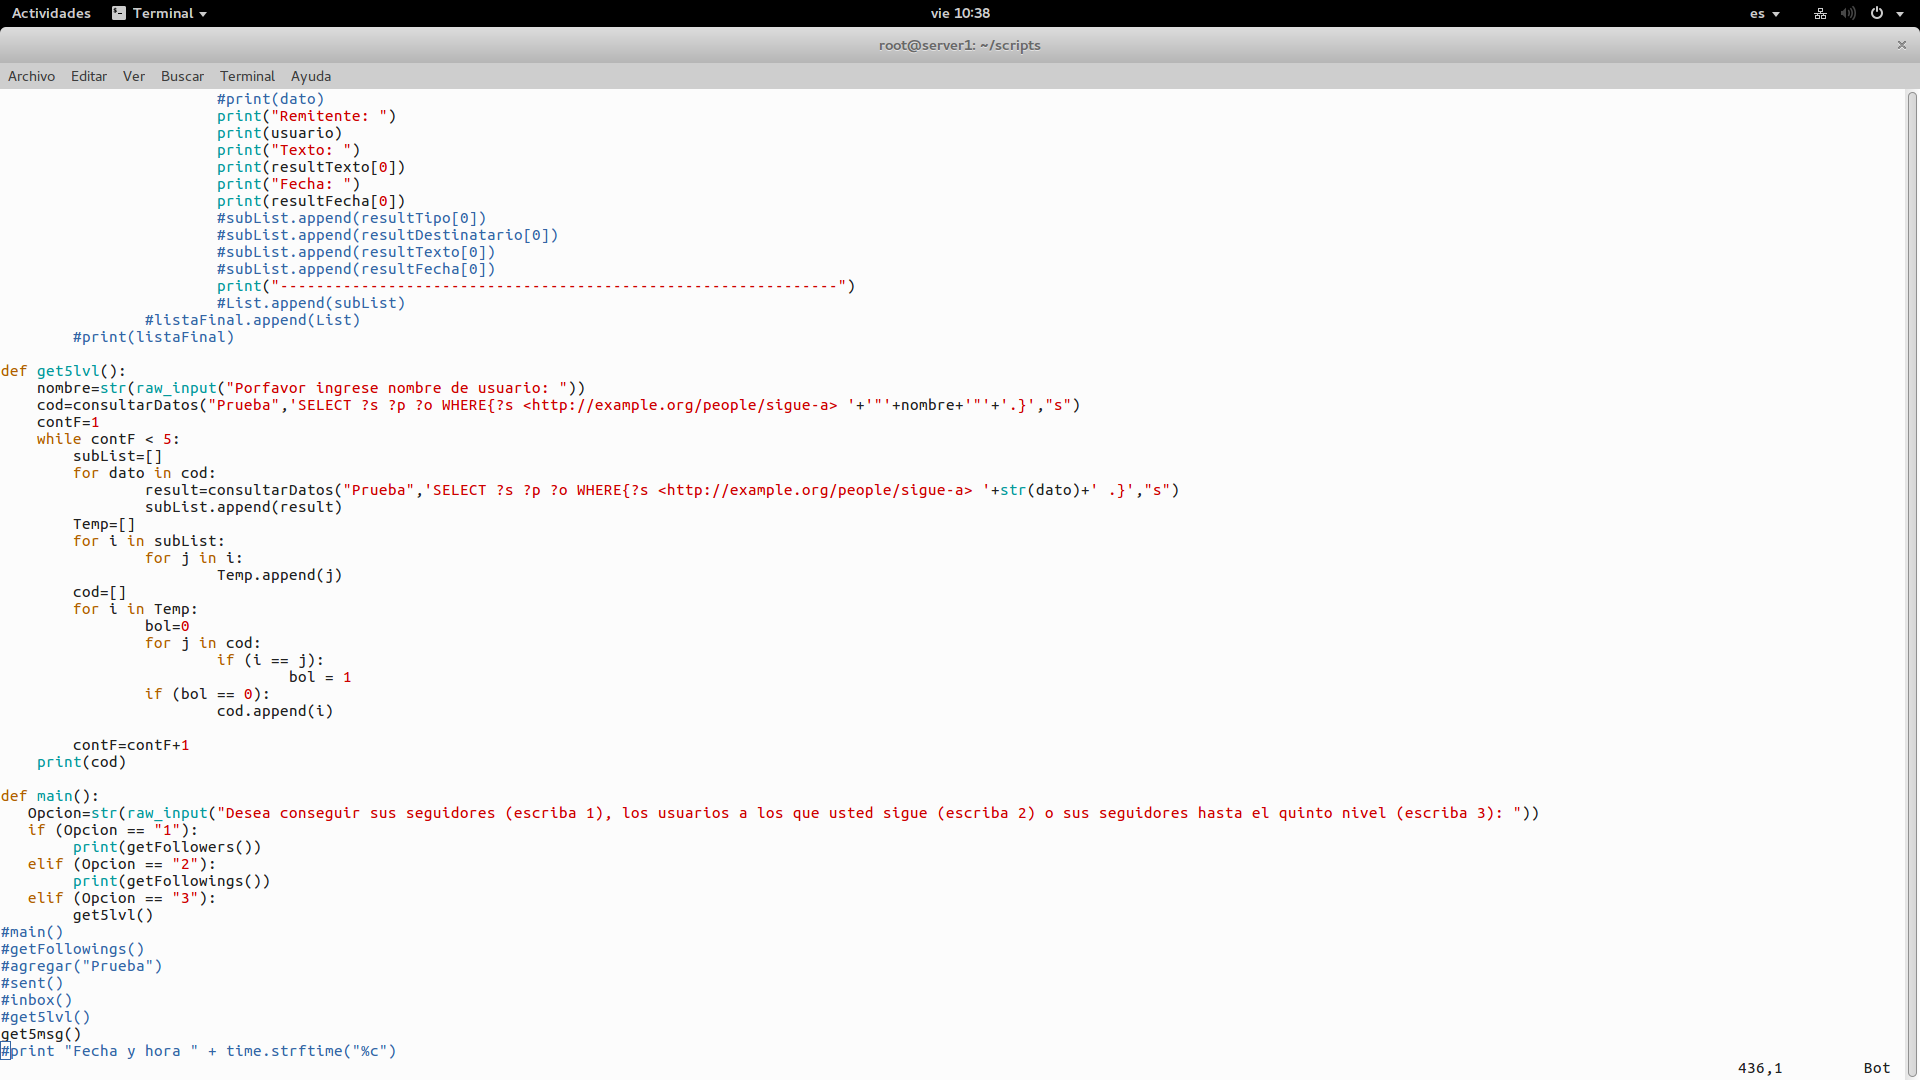 Actividades Terminal vie 10:38 es
root@server1: ~/scripts ×
Archivo Editar Ver Buscar Terminal Ayuda
                        #print(dato)
                        print("Remitente: ")
                        print(usuario)
                        print("Texto: ")
                        print(resultTexto[0])
                        print("Fecha: ")
                        print(resultFecha[0])
                        #subList.append(resultTipo[0])
                        #subList.append(resultDestinatario[0])
                        #subList.append(resultTexto[0])
                        #subList.append(resultFecha[0])
                        print("--------------------------------------------------------------")
                        #List.append(subList)
                #listaFinal.append(List)
        #print(listaFinal)

def get5lvl():
    nombre=str(raw_input("Porfavor ingrese nombre de usuario: "))
    cod=consultarDatos("Prueba",'SELECT ?s ?p ?o WHERE{?s <http://example.org/people/sigue-a> '+'"'+nombre+'"'+'.}',"s")
    contF=1
    while contF < 5:
        subList=[]
        for dato in cod:
                result=consultarDatos("Prueba",'SELECT ?s ?p ?o WHERE{?s <http://example.org/people/sigue-a> '+str(dato)+' .}',"s")
                subList.append(result)
        Temp=[]
        for i in subList:
                for j in i:
                        Temp.append(j)
        cod=[]
        for i in Temp:
                bol=0
                for j in cod:
                        if (i == j):
                                bol = 1
                if (bol == 0):
                        cod.append(i)

        contF=contF+1
    print(cod)

def main():
   Opcion=str(raw_input("Desea conseguir sus seguidores (escriba 1), los usuarios a los que usted sigue (escriba 2) o sus seguidores hasta el quinto nivel (escriba 3): "))
   if (Opcion == "1"):
        print(getFollowers())
   elif (Opcion == "2"):
        print(getFollowings())
   elif (Opcion == "3"):
        get5lvl()
#main()
#getFollowings()
#agregar("Prueba")
#sent()
#inbox()
#get5lvl()
get5msg()
#print "Fecha y hora " + time.strftime("%c")
436,1 Bot